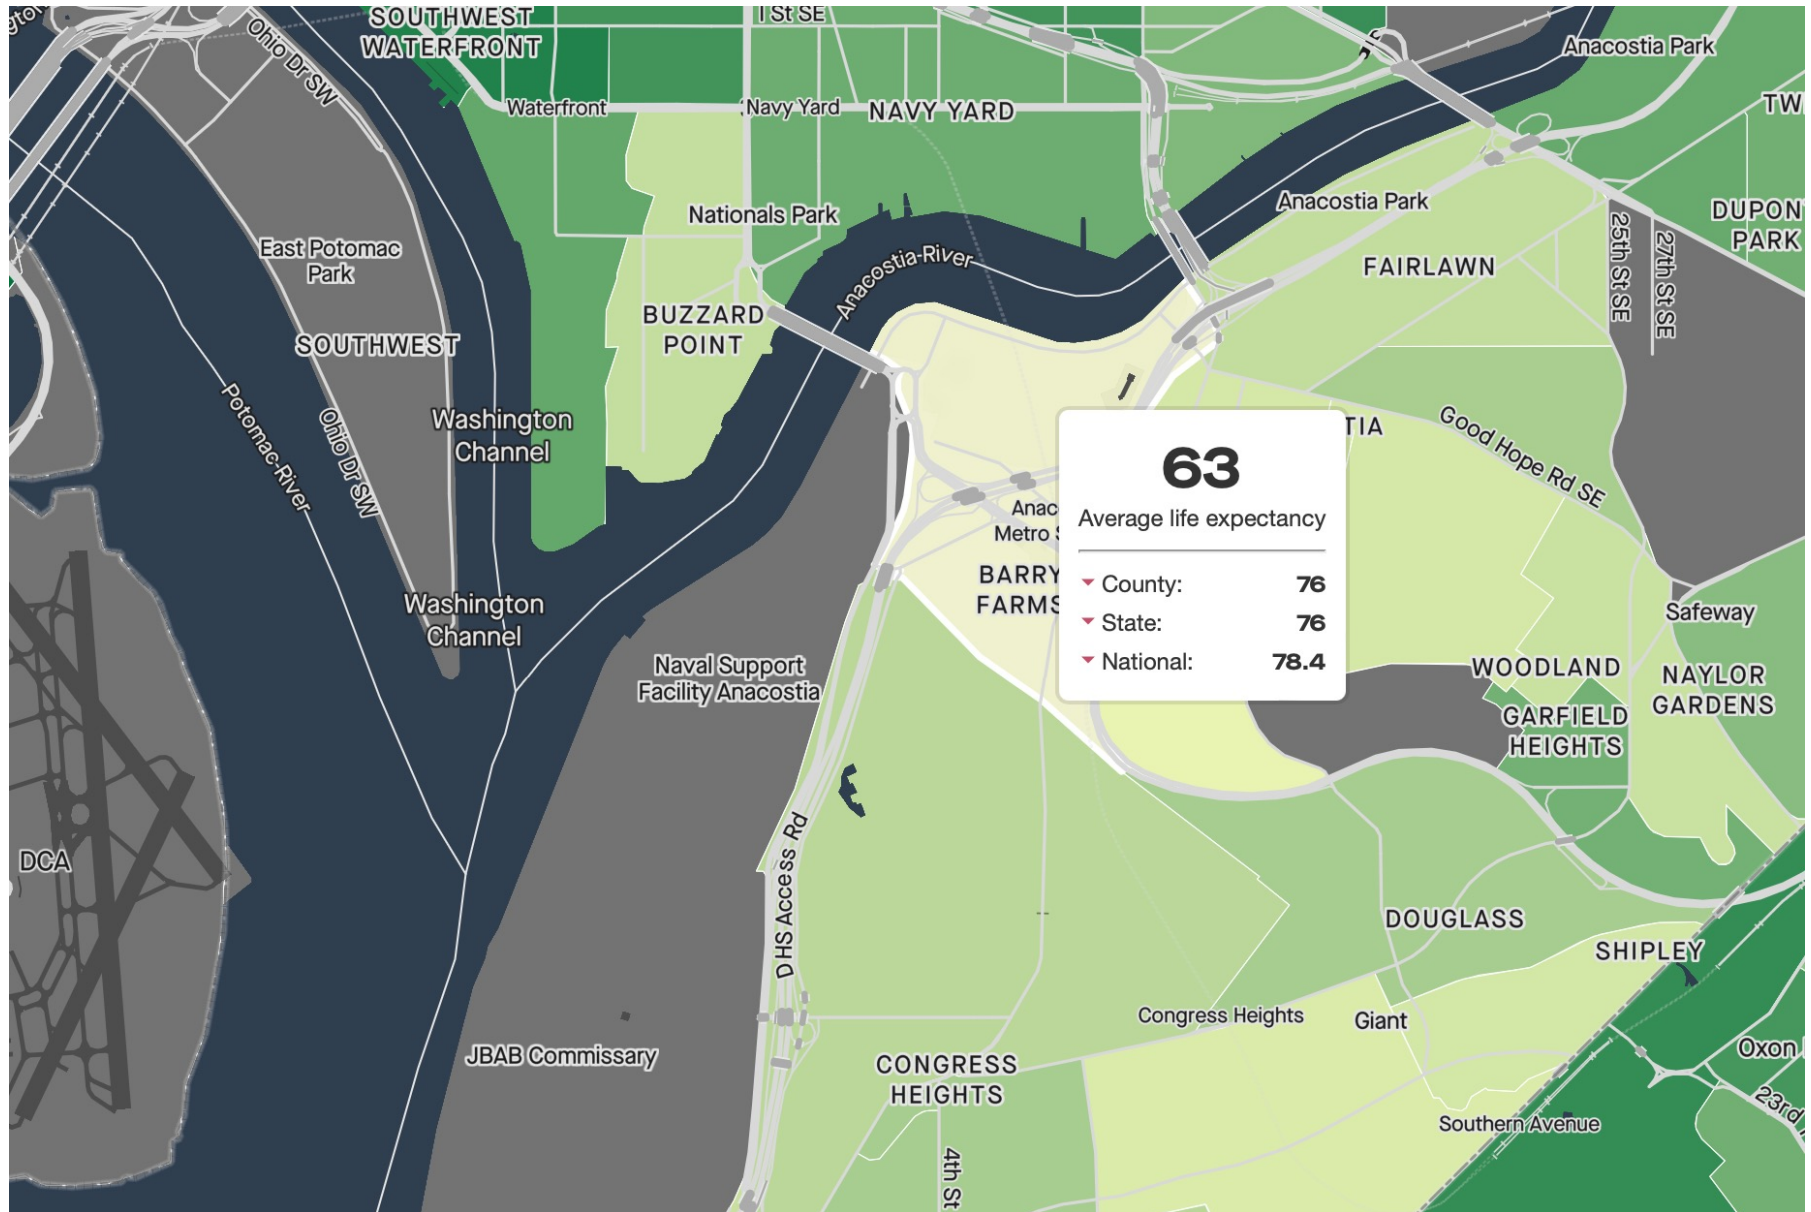 SOUTHWEST
WATERFRONT
I St SE
Ohio Dr SW
Anacostia Park
Waterfront
Navy Yard
NAVY YARD
Nationals Park
Anacostia Park
East Potomac
Park
DUPON
PARK
FAIRLAWN
25th St SE
27th St SE
Anacostia River
BUZZARD
POINT
SOUTHWEST
Potomac River
Ohio Dr SW
Washington
Channel
TIA
Good Hope Rd SE
63
Average life expectancy
County: 76
State: 76
National: 78.4
Anac
Metro
BARRY
FARMS
Washington
Channel
Safeway
Naval Support
Facility Anacostia
WOODLAND
NAYLOR
GARDENS
GARFIELD
HEIGHTS
DCA
DHS Access Rd
DOUGLASS
SHIPLEY
Congress Heights
Giant
JBAB Commissary
CONGRESS
HEIGHTS
Oxon
23rd
Southern Avenue
4th St